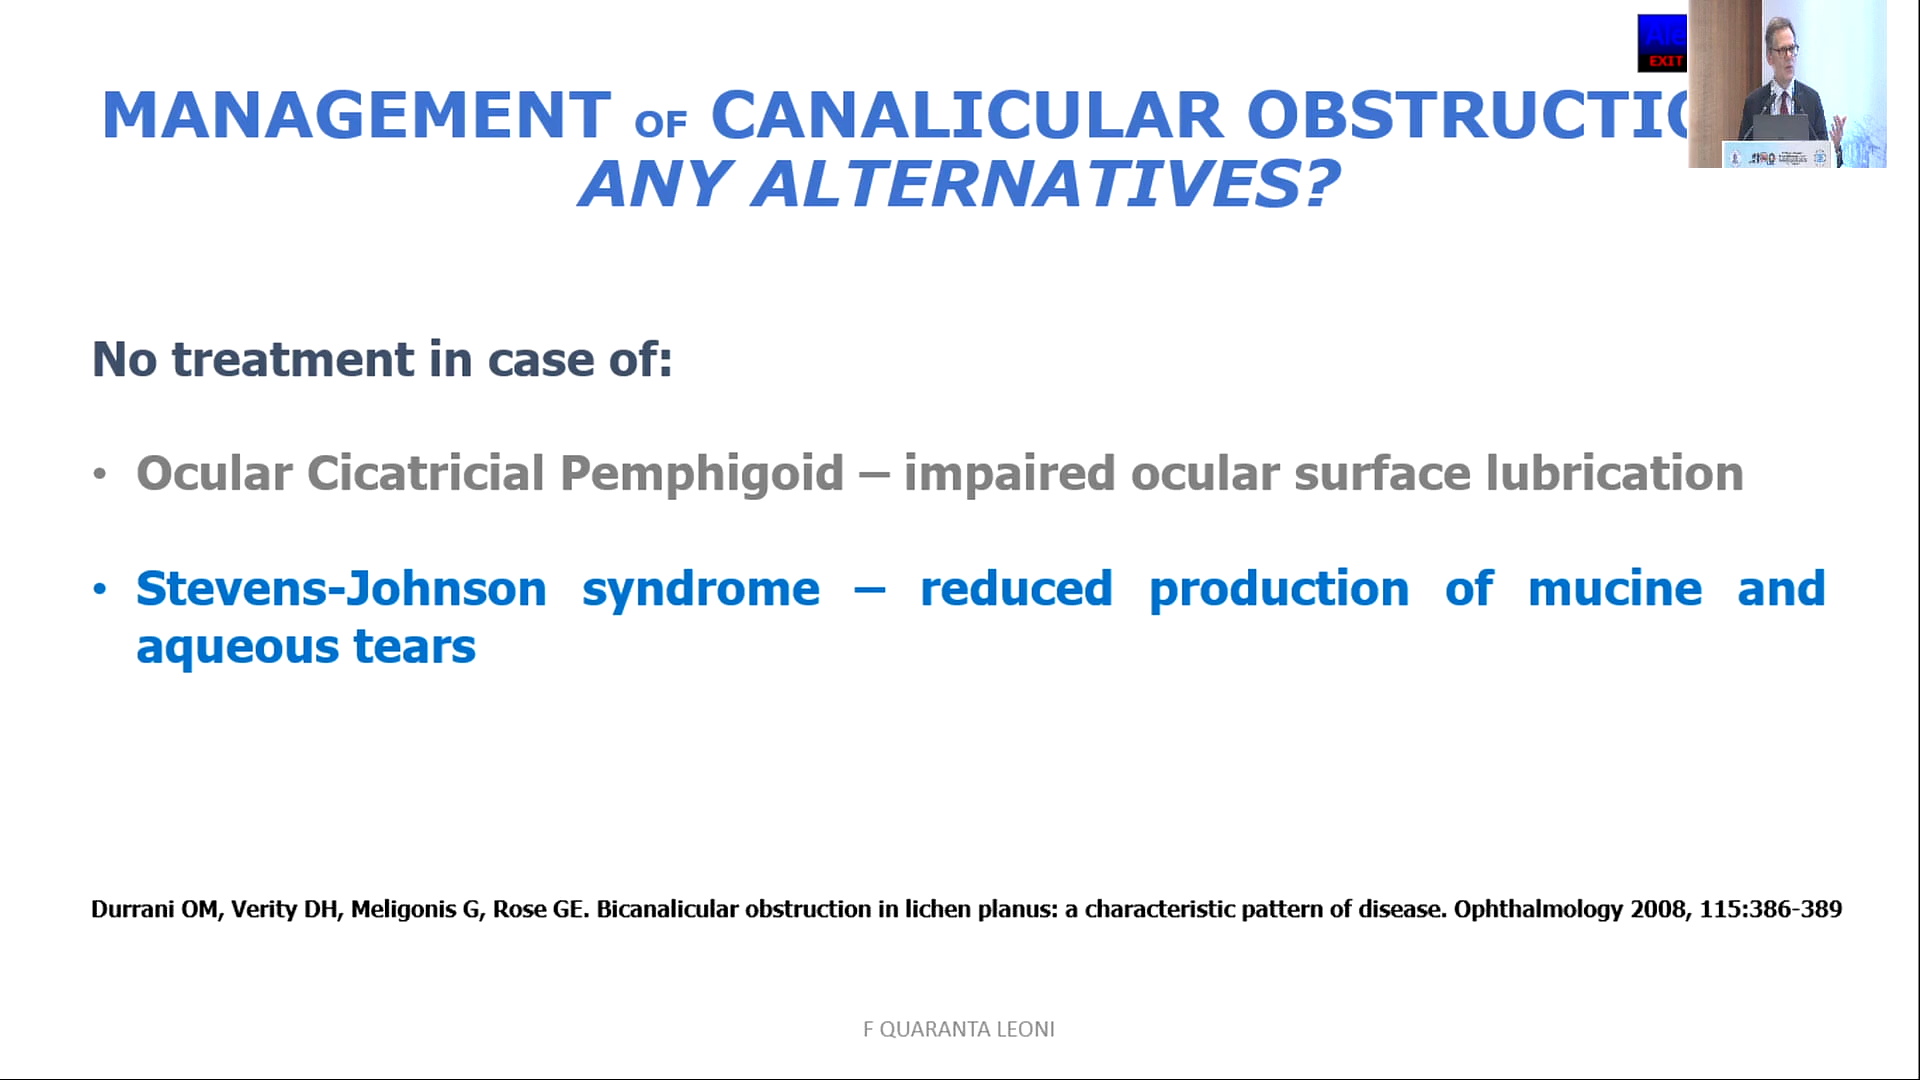 MANAGEMENT OF CANALICULAR OBSTRUCTIO
ANY ALTERNATIVES?
EXIT
No treatment in case of:
• Ocular Cicatricial Pemphigoid – impaired ocular surface lubrication
• Stevens-Johnson syndrome – reduced production of mucine and
aqueous tears
Durrani OM, Verity DH, Meligonis G, Rose GE. Bicanalicular obstruction in lichen planus: a characteristic pattern of disease. Ophthalmology 2008, 115:386-389
F QUARANTA LEONI